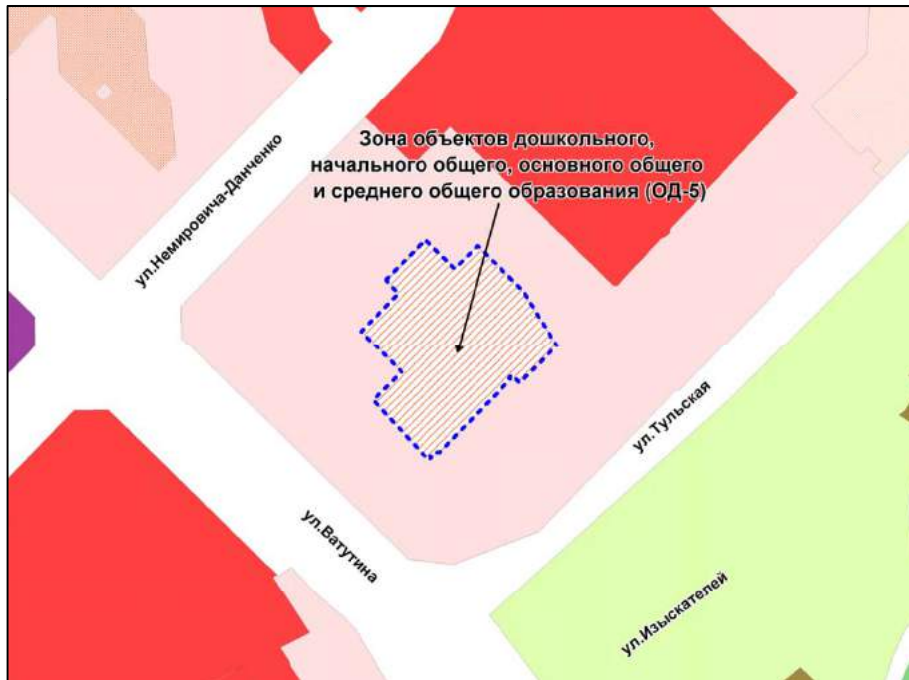 Зона объектов дошкольного,
начального общего, основного общего
и среднего общего образования (ОД-5)
ул.Немировича-Данченко
ул.Тульская
ул.Ватутина
ул.Изыскателей